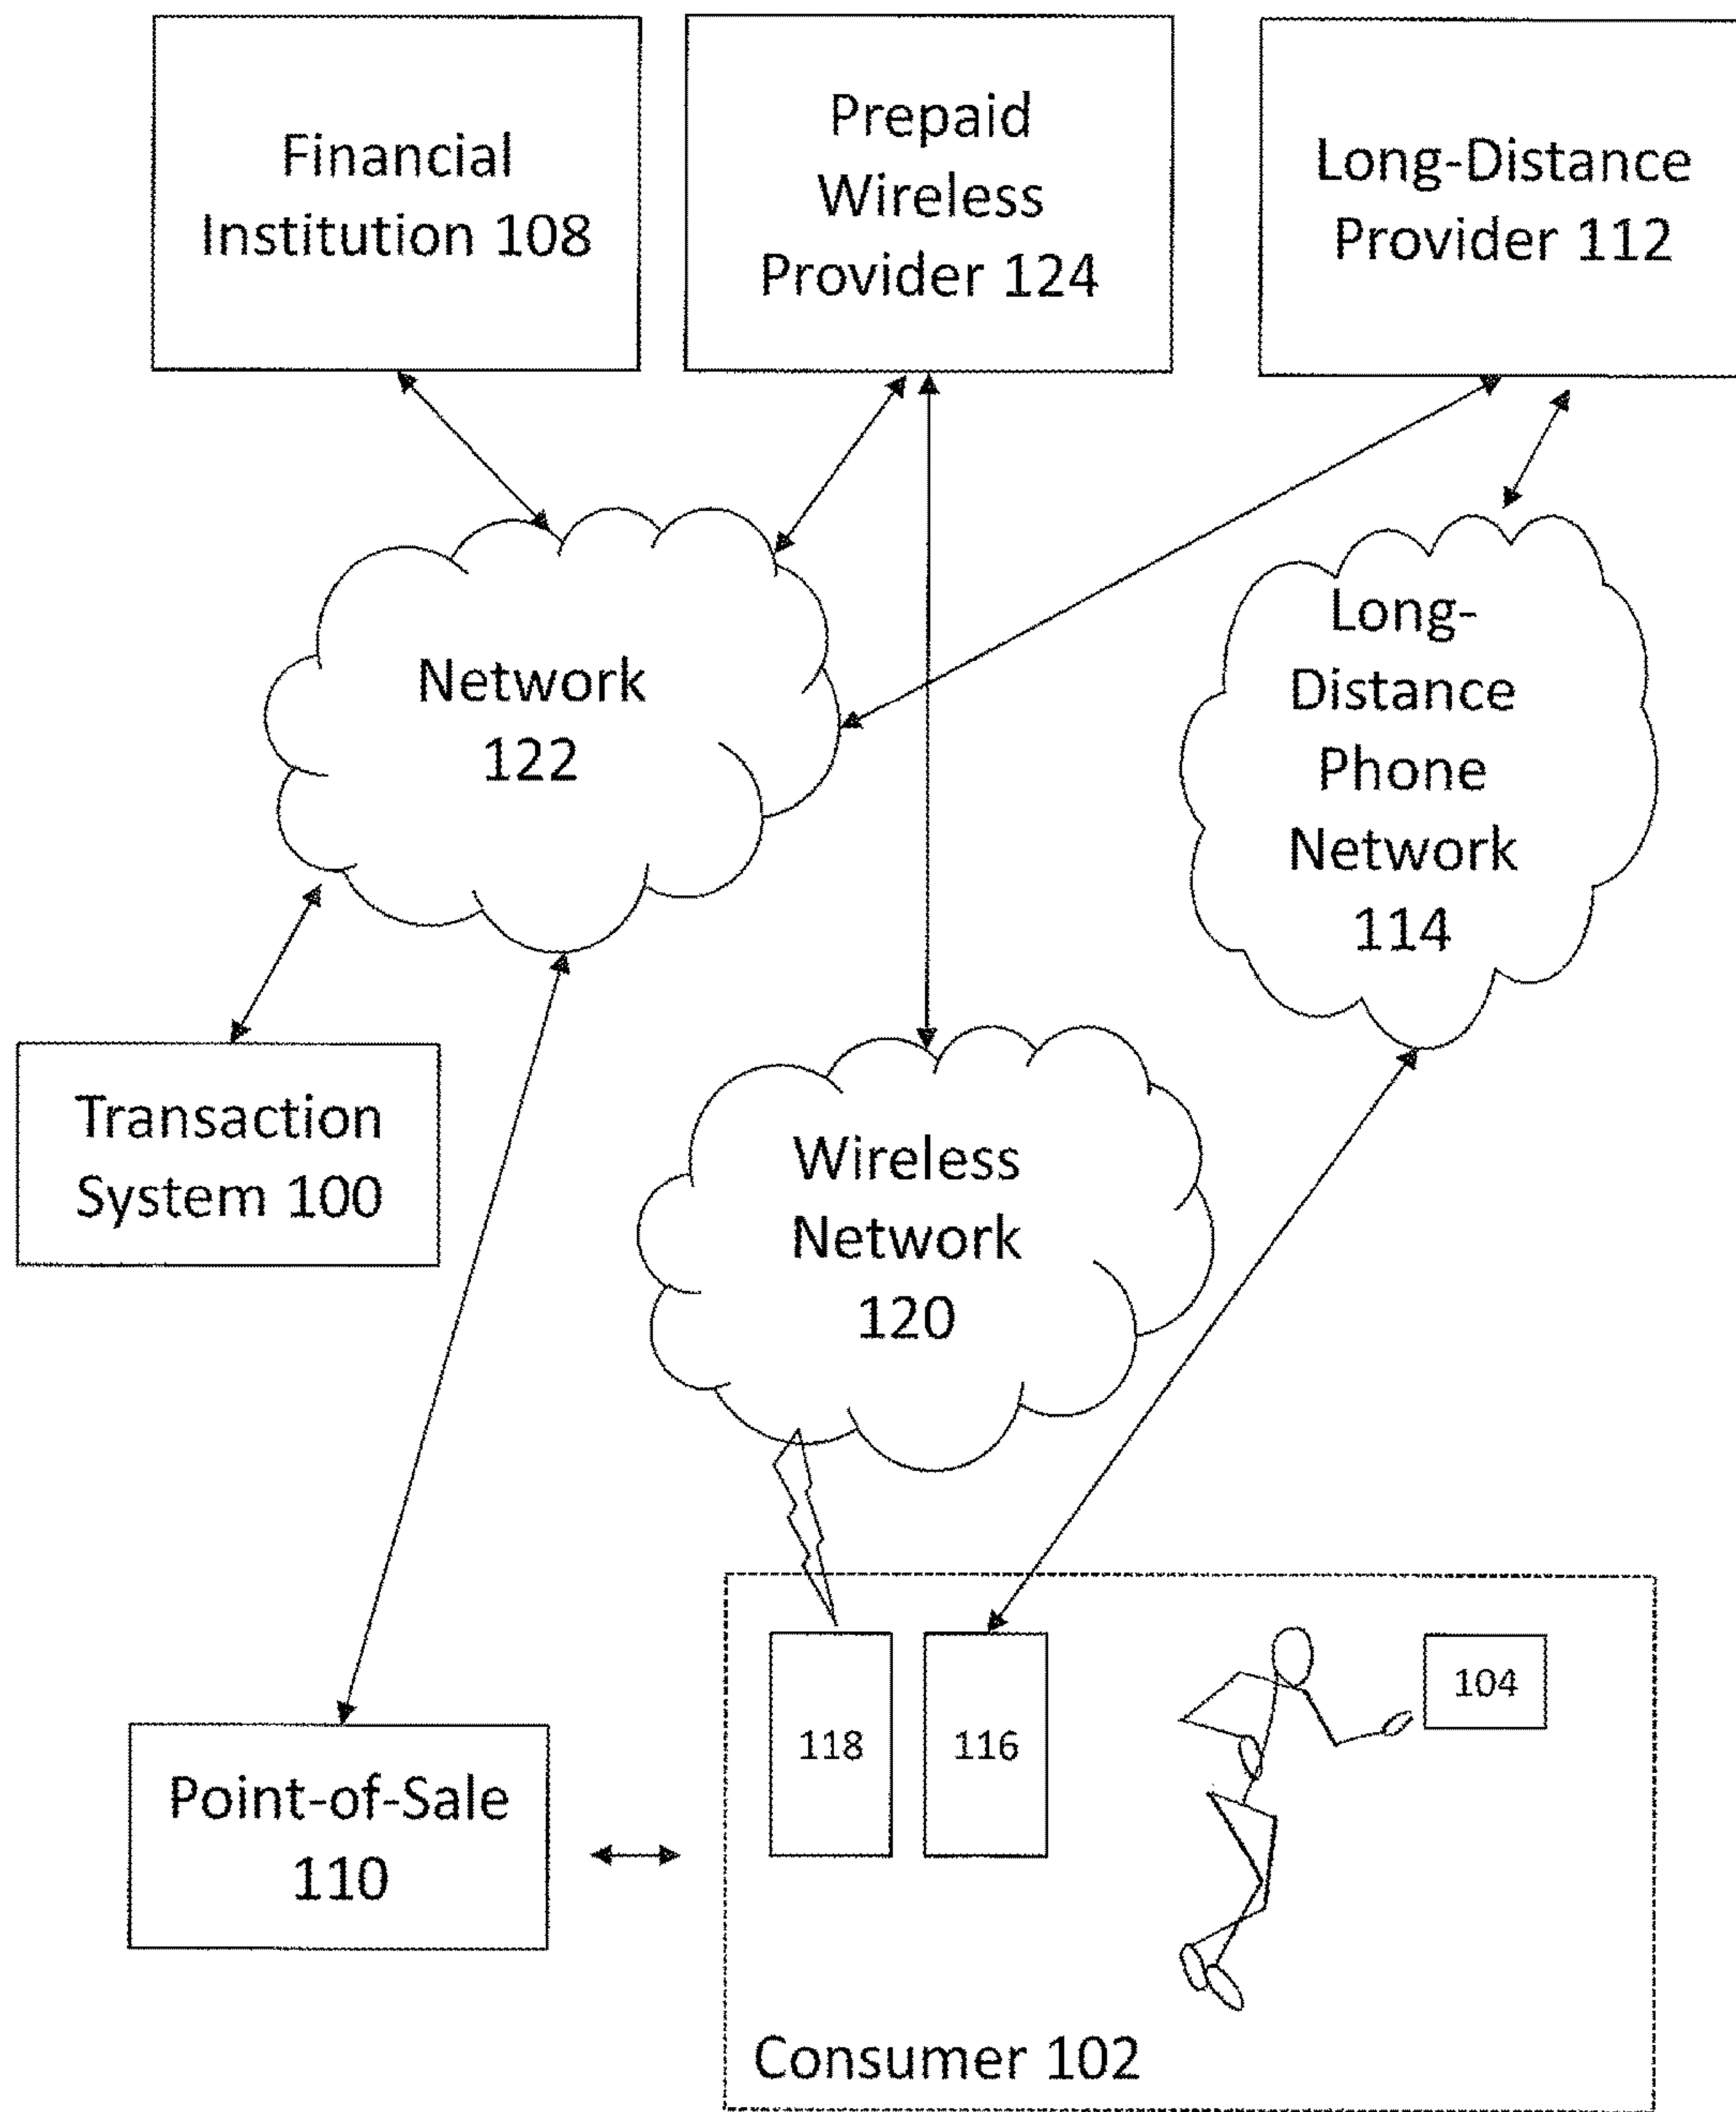 Financial
Institution 108
Prepaid
Wireless
Provider 124
Long-Distance
Provider 112
Network
122
Long-
Distance
Phone
Network
114
Transaction
System 100
Wireless
Network
120
118
116
104
Point-of-Sale
110
Consumer 102